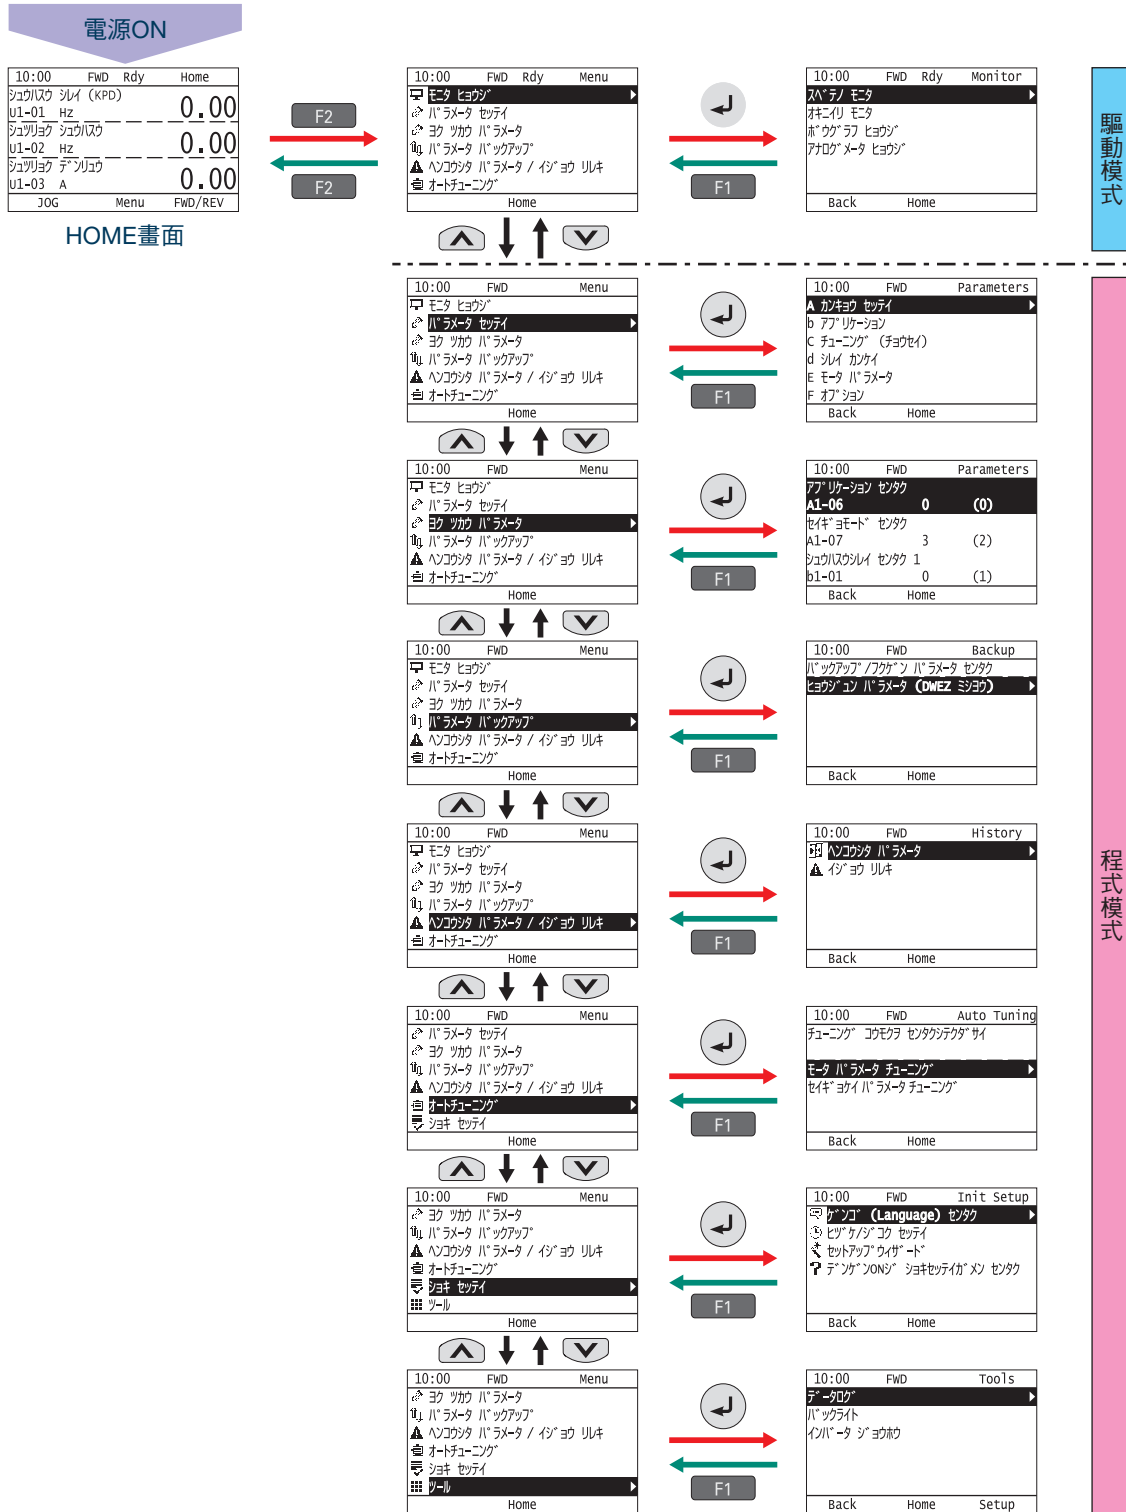 電源ON
10:00 FWD Rdy Home
シュウハスウ シレイ (KPD)
U1-01 Hz 0.00
シュツリョク シュウハスウ
U1-02 Hz 0.00
シュツリョク デンリュウ
U1-03 A 0.00
JOG Menu FWD/REV
HOME畫面
F2
F2
10:00 FWD Rdy Menu
モニタ ヒョウジ
パラメータ セッテイ
ヨク ツカウ パラメータ
パラメータ バックアップ
ヘンコウシタ パラメータ / イジョウ リレキ
オートチューニング
Home
F1
10:00 FWD Rdy Monitor
スベテノ モニタ
オキニイリ モニタ
ボウグラフ ヒョウジ
アナログメータ ヒョウジ
Back Home
驅動模式
10:00 FWD Menu
モニタ ヒョウジ
パラメータ セッテイ
ヨク ツカウ パラメータ
パラメータ バックアップ
ヘンコウシタ パラメータ / イジョウ リレキ
オートチューニング
Home
F1
10:00 FWD Parameters
A カンキョウ セッテイ
b アプリケーション
C チューニング (チョウセイ)
d シレイ カンケイ
E モータ パラメータ
F オプション
Back Home
10:00 FWD Menu
モニタ ヒョウジ
パラメータ セッテイ
ヨク ツカウ パラメータ
パラメータ バックアップ
ヘンコウシタ パラメータ / イジョウ リレキ
オートチューニング
Home
F1
10:00 FWD Parameters
アプリケーション センタク
A1-06 0 (0)
セイギョモード センタク
A1-07 3 (2)
シュウハスウシレイ センタク 1
b1-01 0 (1)
Back Home
10:00 FWD Menu
モニタ ヒョウジ
パラメータ セッテイ
ヨク ツカウ パラメータ
パラメータ バックアップ
ヘンコウシタ パラメータ / イジョウ リレキ
オートチューニング
Home
F1
10:00 FWD Backup
バックアップ/フクゲン パラメータ センタク
ヒョウジュン パラメータ (DWEZ ミシヨウ)
Back Home
10:00 FWD Menu
モニタ ヒョウジ
パラメータ セッテイ
ヨク ツカウ パラメータ
パラメータ バックアップ
ヘンコウシタ パラメータ / イジョウ リレキ
オートチューニング
Home
F1
10:00 FWD History
ヘンコウシタ パラメータ
イジョウ リレキ
Back Home
程式模式
10:00 FWD Menu
パラメータ セッテイ
ヨク ツカウ パラメータ
パラメータ バックアップ
ヘンコウシタ パラメータ / イジョウ リレキ
オートチューニング
ショキ セッテイ
Home
F1
10:00 FWD Auto Tuning
チューニング コウモクヲ センタクシテクダサイ
モータ パラメータ チューニング
セイギョケイ パラメータ チューニング
Back Home
10:00 FWD Menu
ヨク ツカウ パラメータ
パラメータ バックアップ
ヘンコウシタ パラメータ / イジョウ リレキ
オートチューニング
ショキ セッテイ
ツール
Home
F1
10:00 FWD Init Setup
ゲンゴ (Language) センタク
ヒヅケ/ジコク セッテイ
セットアップウィザード
デンゲンONジ ショキセッテイガメン センタク
Back Home
10:00 FWD Menu
ヨク ツカウ パラメータ
パラメータ バックアップ
ヘンコウシタ パラメータ / イジョウ リレキ
オートチューニング
ショキ セッテイ
ツール
Home
F1
10:00 FWD Tools
データログ
バックライト
インバータ ジョウホウ
Back Home Setup